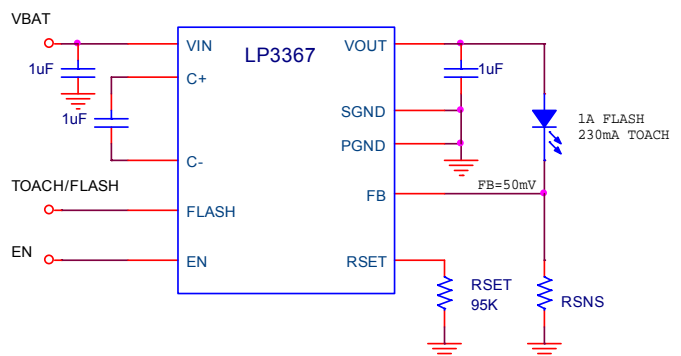 VBAT
VIN
LP3367
VOUT
1uF
C+
1uF
1uF
SGND
1A FLASH
230mA TOACH
PGND
C-
TOACH/FLASH
FB
FB=50mV
FLASH
EN
EN
RSET
RSET
95K
RSNS